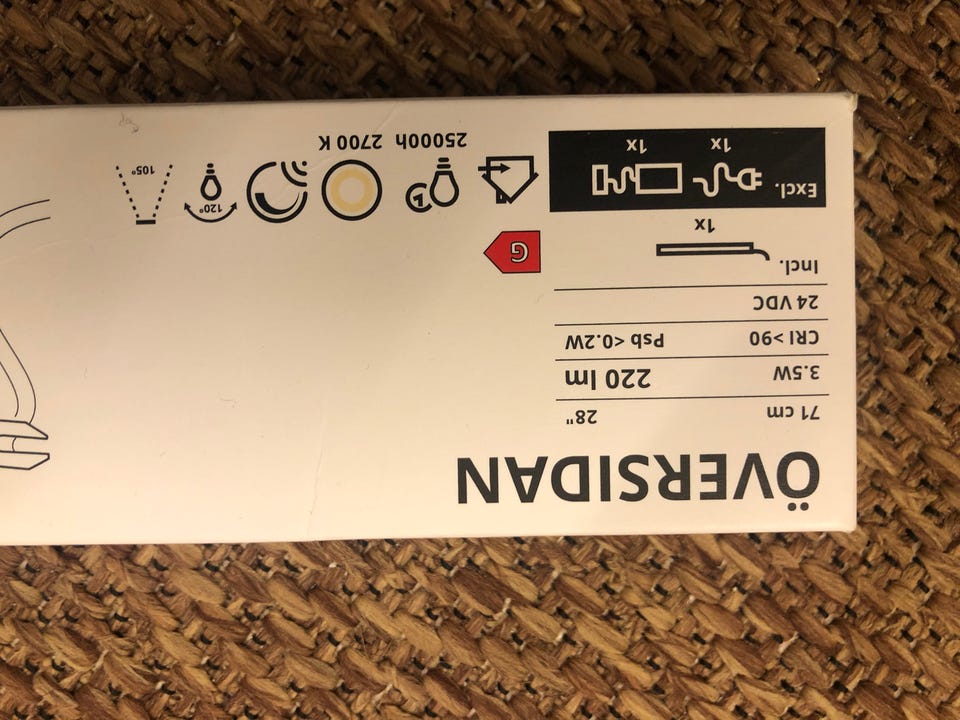 ÖVERSIDAN
71 cm 28"
3.5W 220 lm
CRI >90 Psb <0.2W
24 VDC
Incl.
1x
Excl.
1x 1x
G
25000h 2700 K
120°
105°